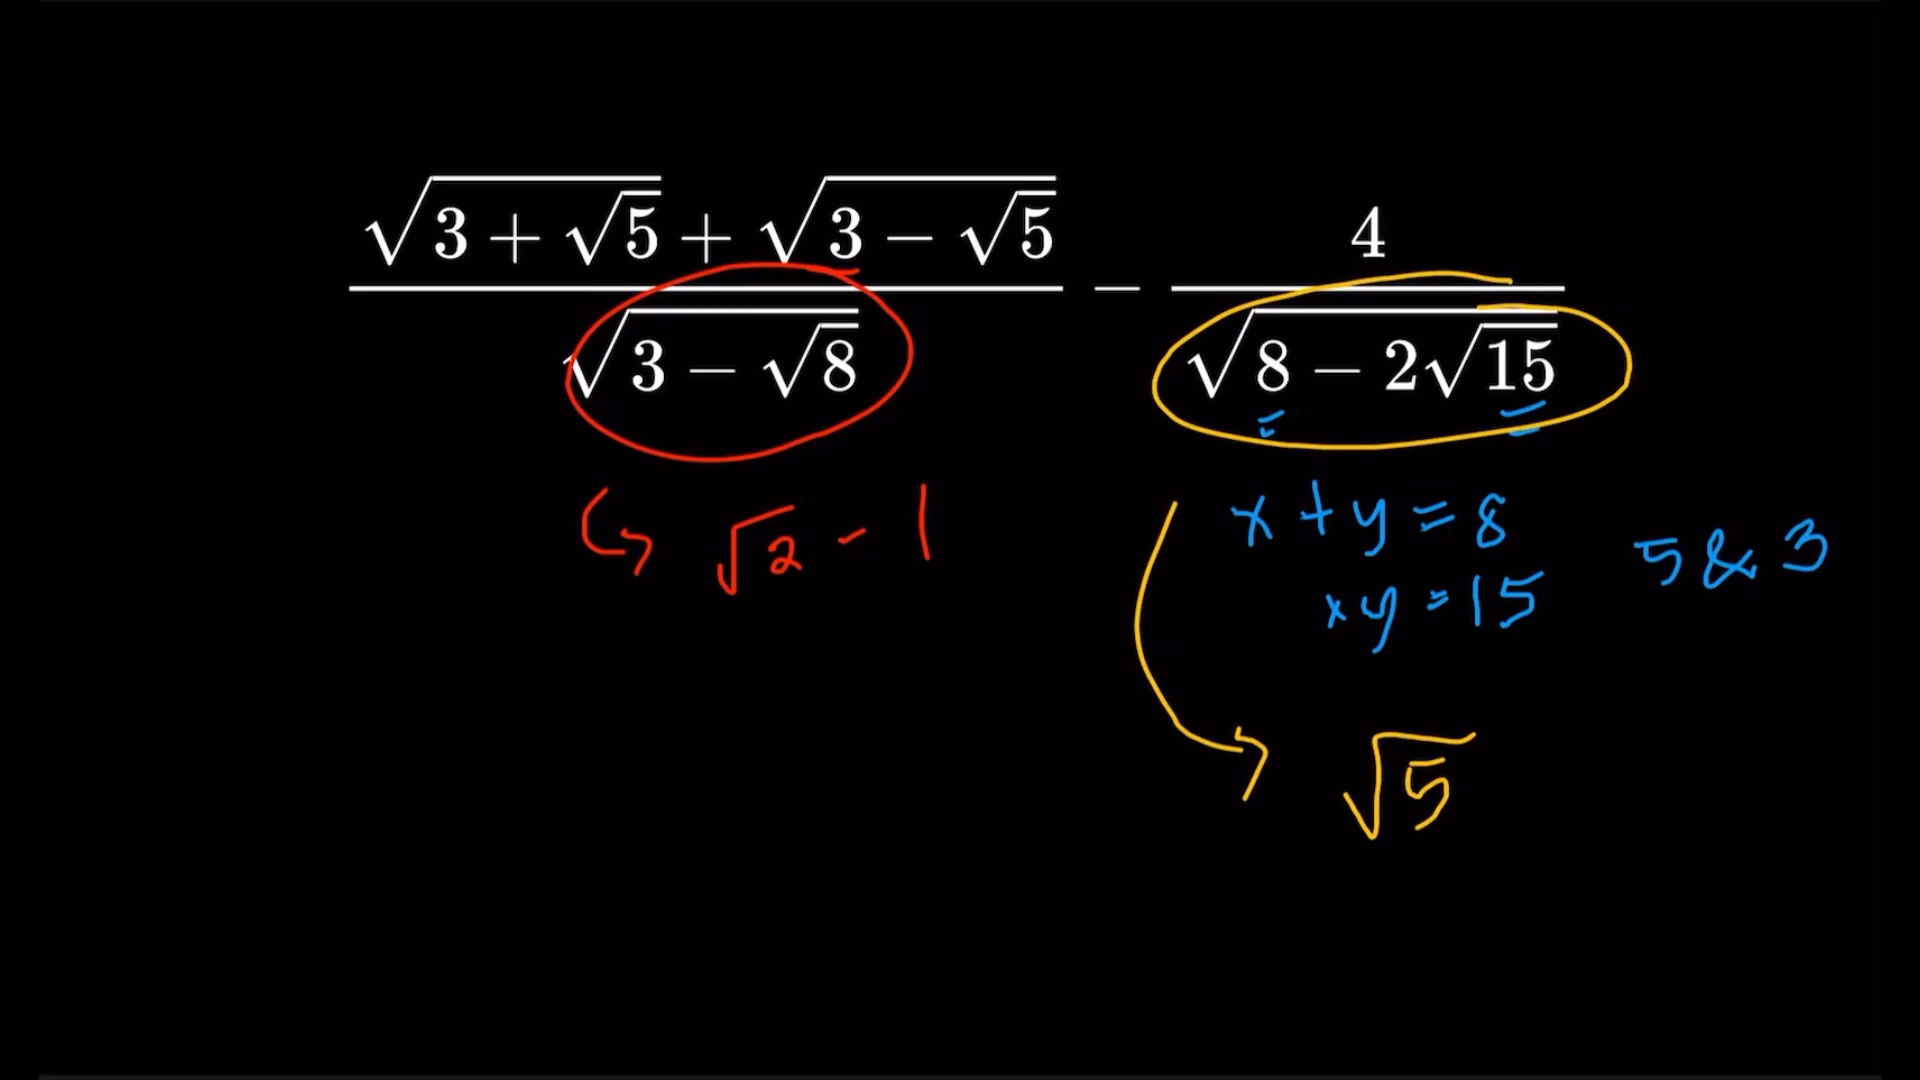 √(3 + √5) + √(3 − √5) / √(3 − √8) − 4 / √(8 − 2√15)
√2 - 1
x + y = 8
xy = 15
5 & 3
√5